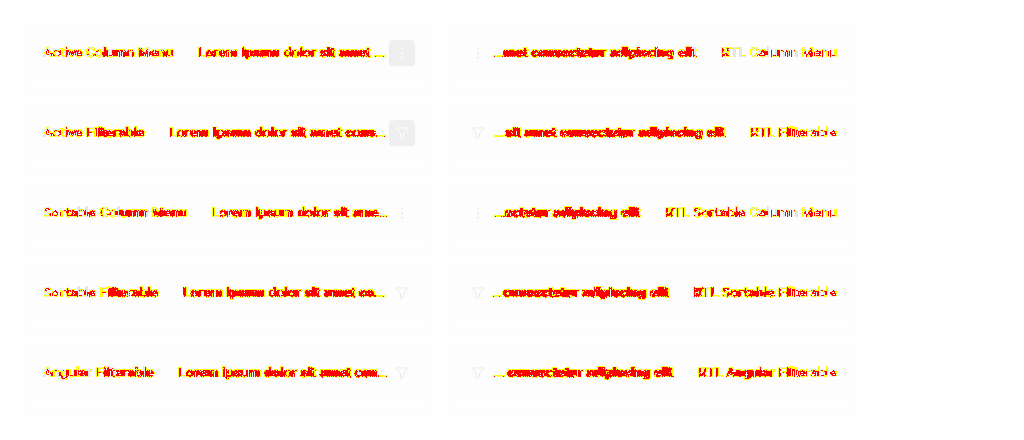 Active Column Menu Lorem ipsum dolor sit amet ... ...met consectetur adipiscing elit RTL Column Menu
Active Filterable Lorem ipsum dolor sit amet cons... ...sit amet consectetur adipiscing elit RTL Filterable
Sortable Column Menu Lorem ipsum dolor sit ame... ...ectetur adipiscing elit RTL Sortable Column Menu
Sortable Filterable Lorem ipsum dolor sit amet co... ...consectetur adipiscing elit RTL Sortable Filterable
Angular Filterable Lorem ipsum dolor sit amet con... ... consectetur adipiscing elit RTL Angular Filterable